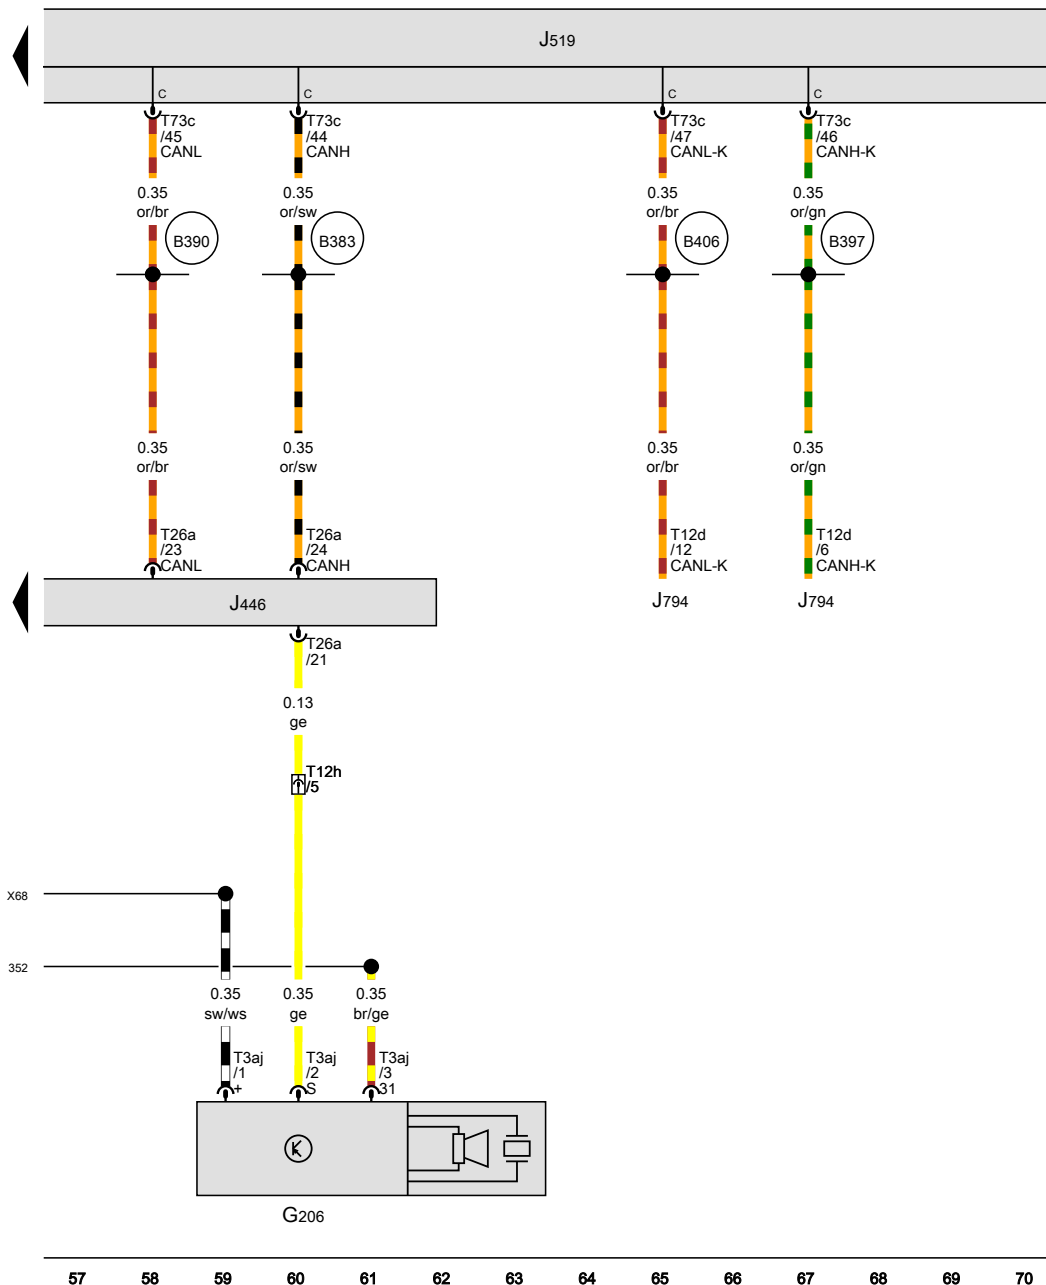 J519
C C C C
T73c T73c T73c T73c
/45 /44 /47 /46
CANL CANH CANL-K CANH-K
0.35 0.35 0.35 0.35
or/br or/sw or/br or/gn
B390 B383 B406 B397
0.35 0.35 0.35 0.35
or/br or/sw or/br or/gn
T26a T26a T12d T12d
/23 /24 /12 /6
CANL CANH CANL-K CANH-K
J446 J794 J794
T26a
/21
0.13
ge
T12h
/5
X68
352
0.35 0.35 0.35
sw/ws ge br/ge
T3aj T3aj T3aj
/1 /2 /3
+ S 31
G206
57 58 59 60 61 62 63 64 65 66 67 68 69 70